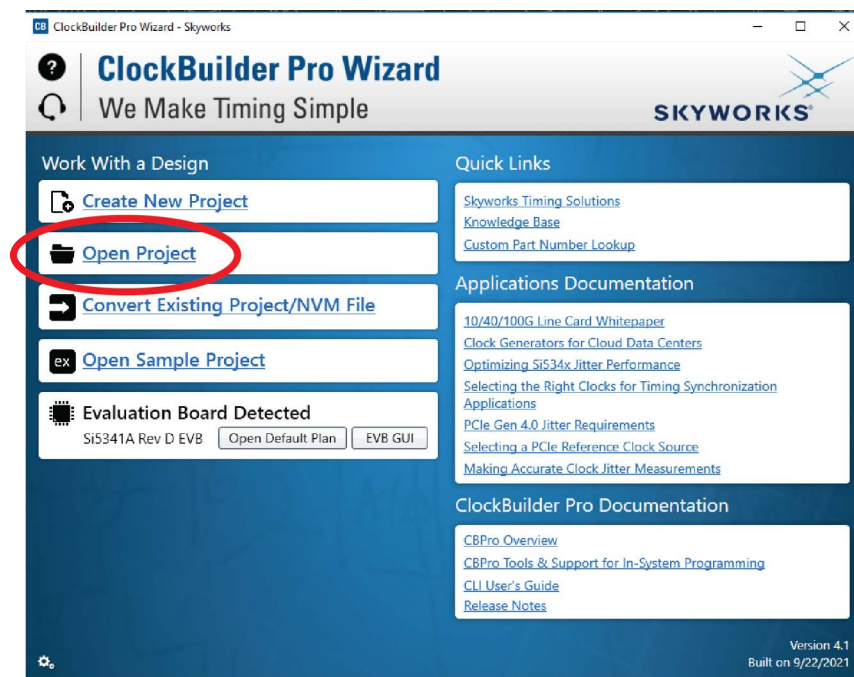 CB ClockBuilder Pro Wizard - Skyworks
ClockBuilder Pro Wizard
We Make Timing Simple
SKYWORKS®
Work With a Design
Create New Project
Open Project
Convert Existing Project/NVM File
ex Open Sample Project
Evaluation Board Detected
Si5341A Rev D EVB Open Default Plan EVB GUI
Quick Links
Skyworks Timing Solutions
Knowledge Base
Custom Part Number Lookup
Applications Documentation
10/40/100G Line Card Whitepaper
Clock Generators for Cloud Data Centers
Optimizing Si534x Jitter Performance
Selecting the Right Clocks for Timing Synchronization
Applications
PCIe Gen 4.0 Jitter Requirements
Selecting a PCIe Reference Clock Source
Making Accurate Clock Jitter Measurements
ClockBuilder Pro Documentation
CBPro Overview
CBPro Tools & Support for In-System Programming
CLI User's Guide
Release Notes
Version 4.1
Built on 9/22/2021